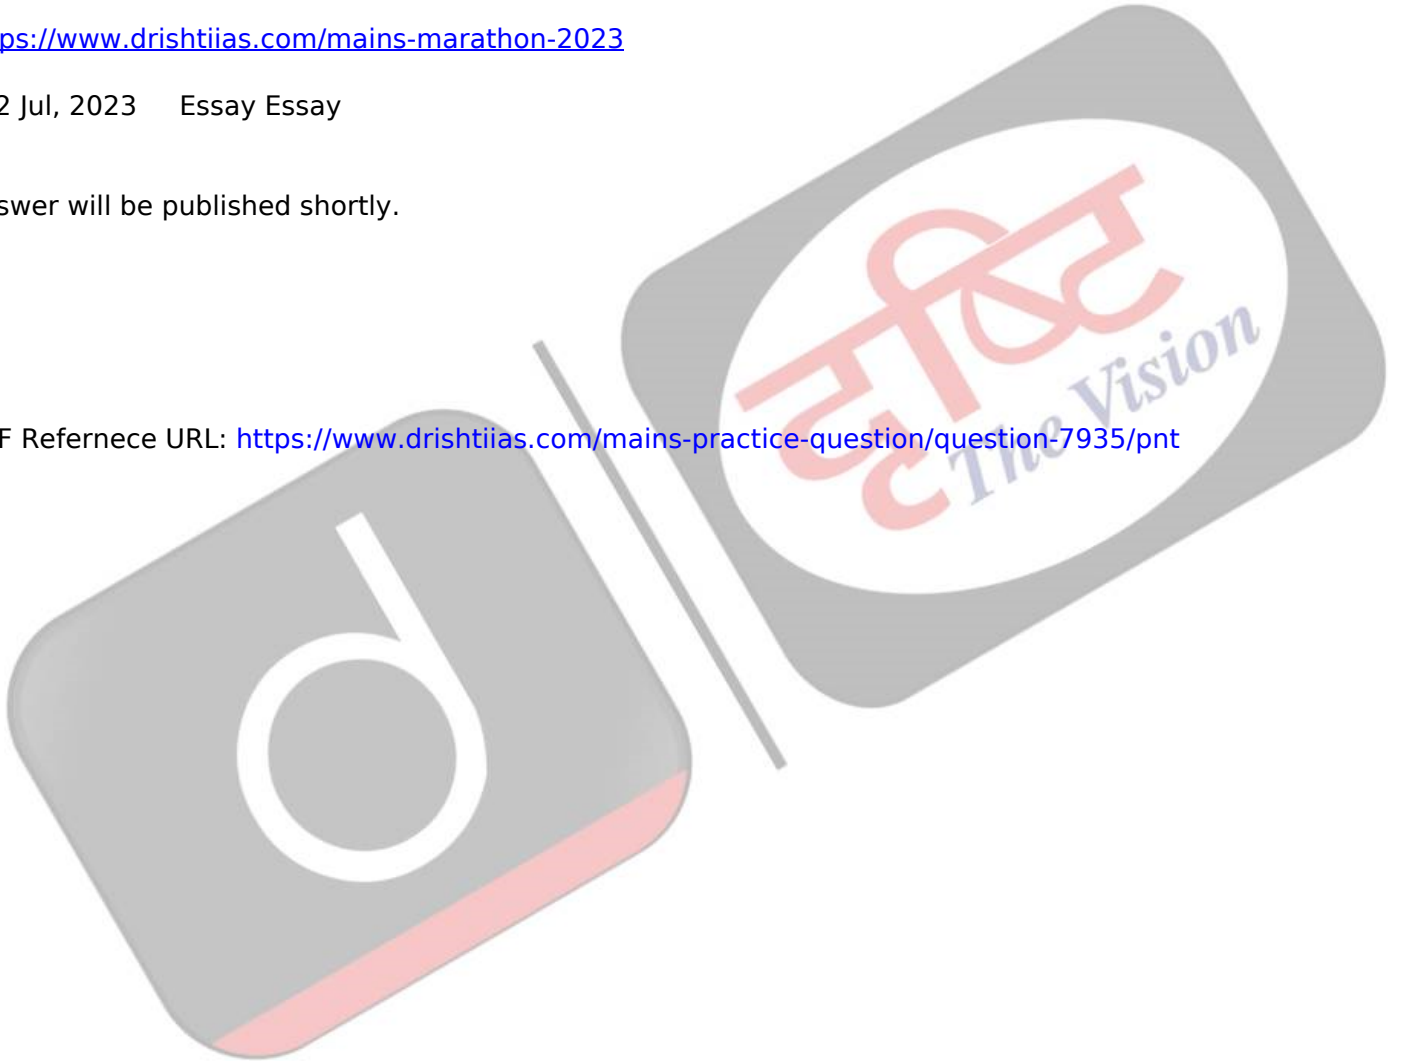 ps://www.drishtiias.com/mains-marathon-2023
2 Jul, 2023 Essay Essay
swer will be published shortly.
दृष्टि
The Vision
F Refernece URL: https://www.drishtiias.com/mains-practice-question/question-7935/pnt
d